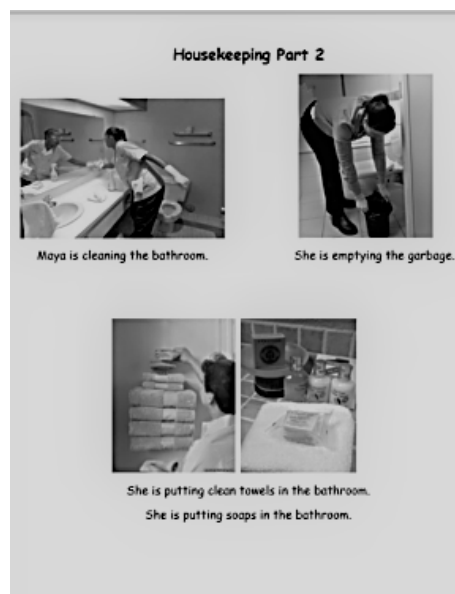 Housekeeping Part 2
Maya is cleaning the bathroom.
She is emptying the garbage.
She is putting clean towels in the bathroom.
She is putting soaps in the bathroom.